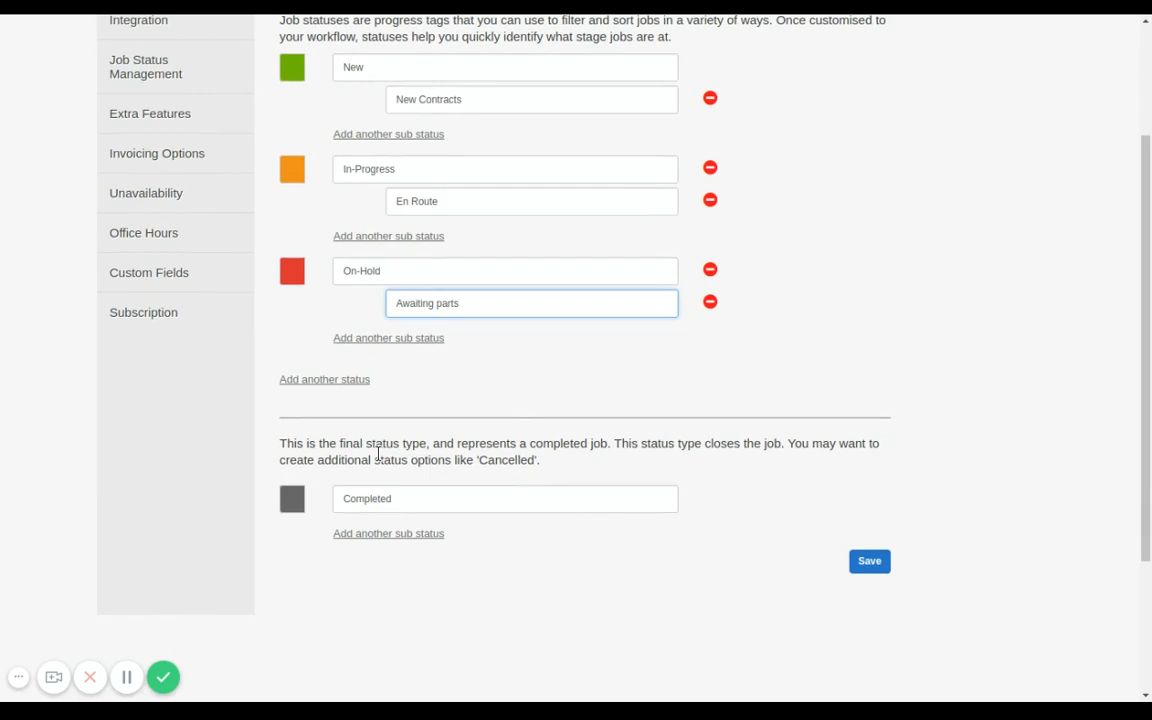 Integration
Job Status
Management
Extra Features
Invoicing Options
Unavailability
Office Hours
Custom Fields
Subscription
Job statuses are progress tags that you can use to filter and sort jobs in a variety of ways. Once customised to
your workflow, statuses help you quickly identify what stage jobs are at.
New
New Contracts
Add another sub status
In-Progress
En Route
Add another sub status
On-Hold
Awaiting parts
Add another sub status
Add another status
This is the final status type, and represents a completed job. This status type closes the job. You may want to
create additional status options like 'Cancelled'.
Completed
Add another sub status
Save